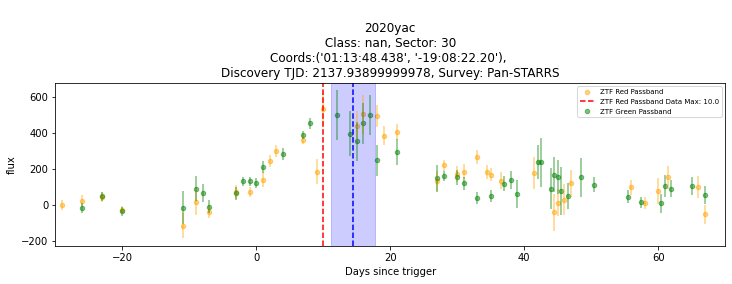 2020yac
Class: nan, Sector: 30
Coords:('01:13:48.438', '-19:08:22.20'),
Discovery TJD: 2137.93899999978, Survey: Pan-STARRS
ZTF Red Passband
ZTF Red Passband Data Max: 10.0
ZTF Green Passband
600
400
200
0
−200
flux
−20
0
20
40
60
Days since trigger